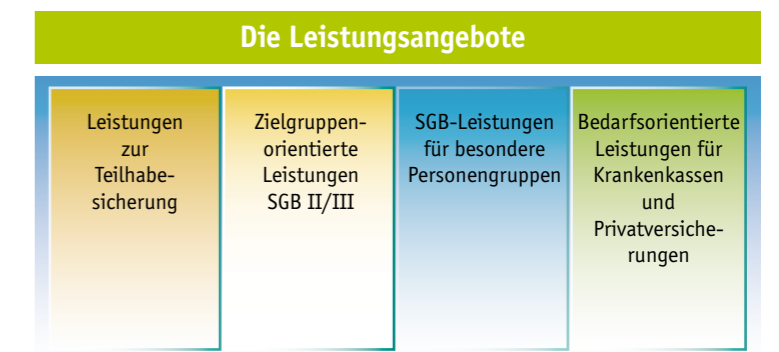 Die Leistungsangebote
Leistungen
zur
Teilhabe-
sicherung
Zielgruppen-
orientierte
Leistungen
SGB II/III
SGB-Leistungen
für besondere
Personengruppen
Bedarfsorientierte
Leistungen für
Krankenkassen
und
Privatversiche-
rungen